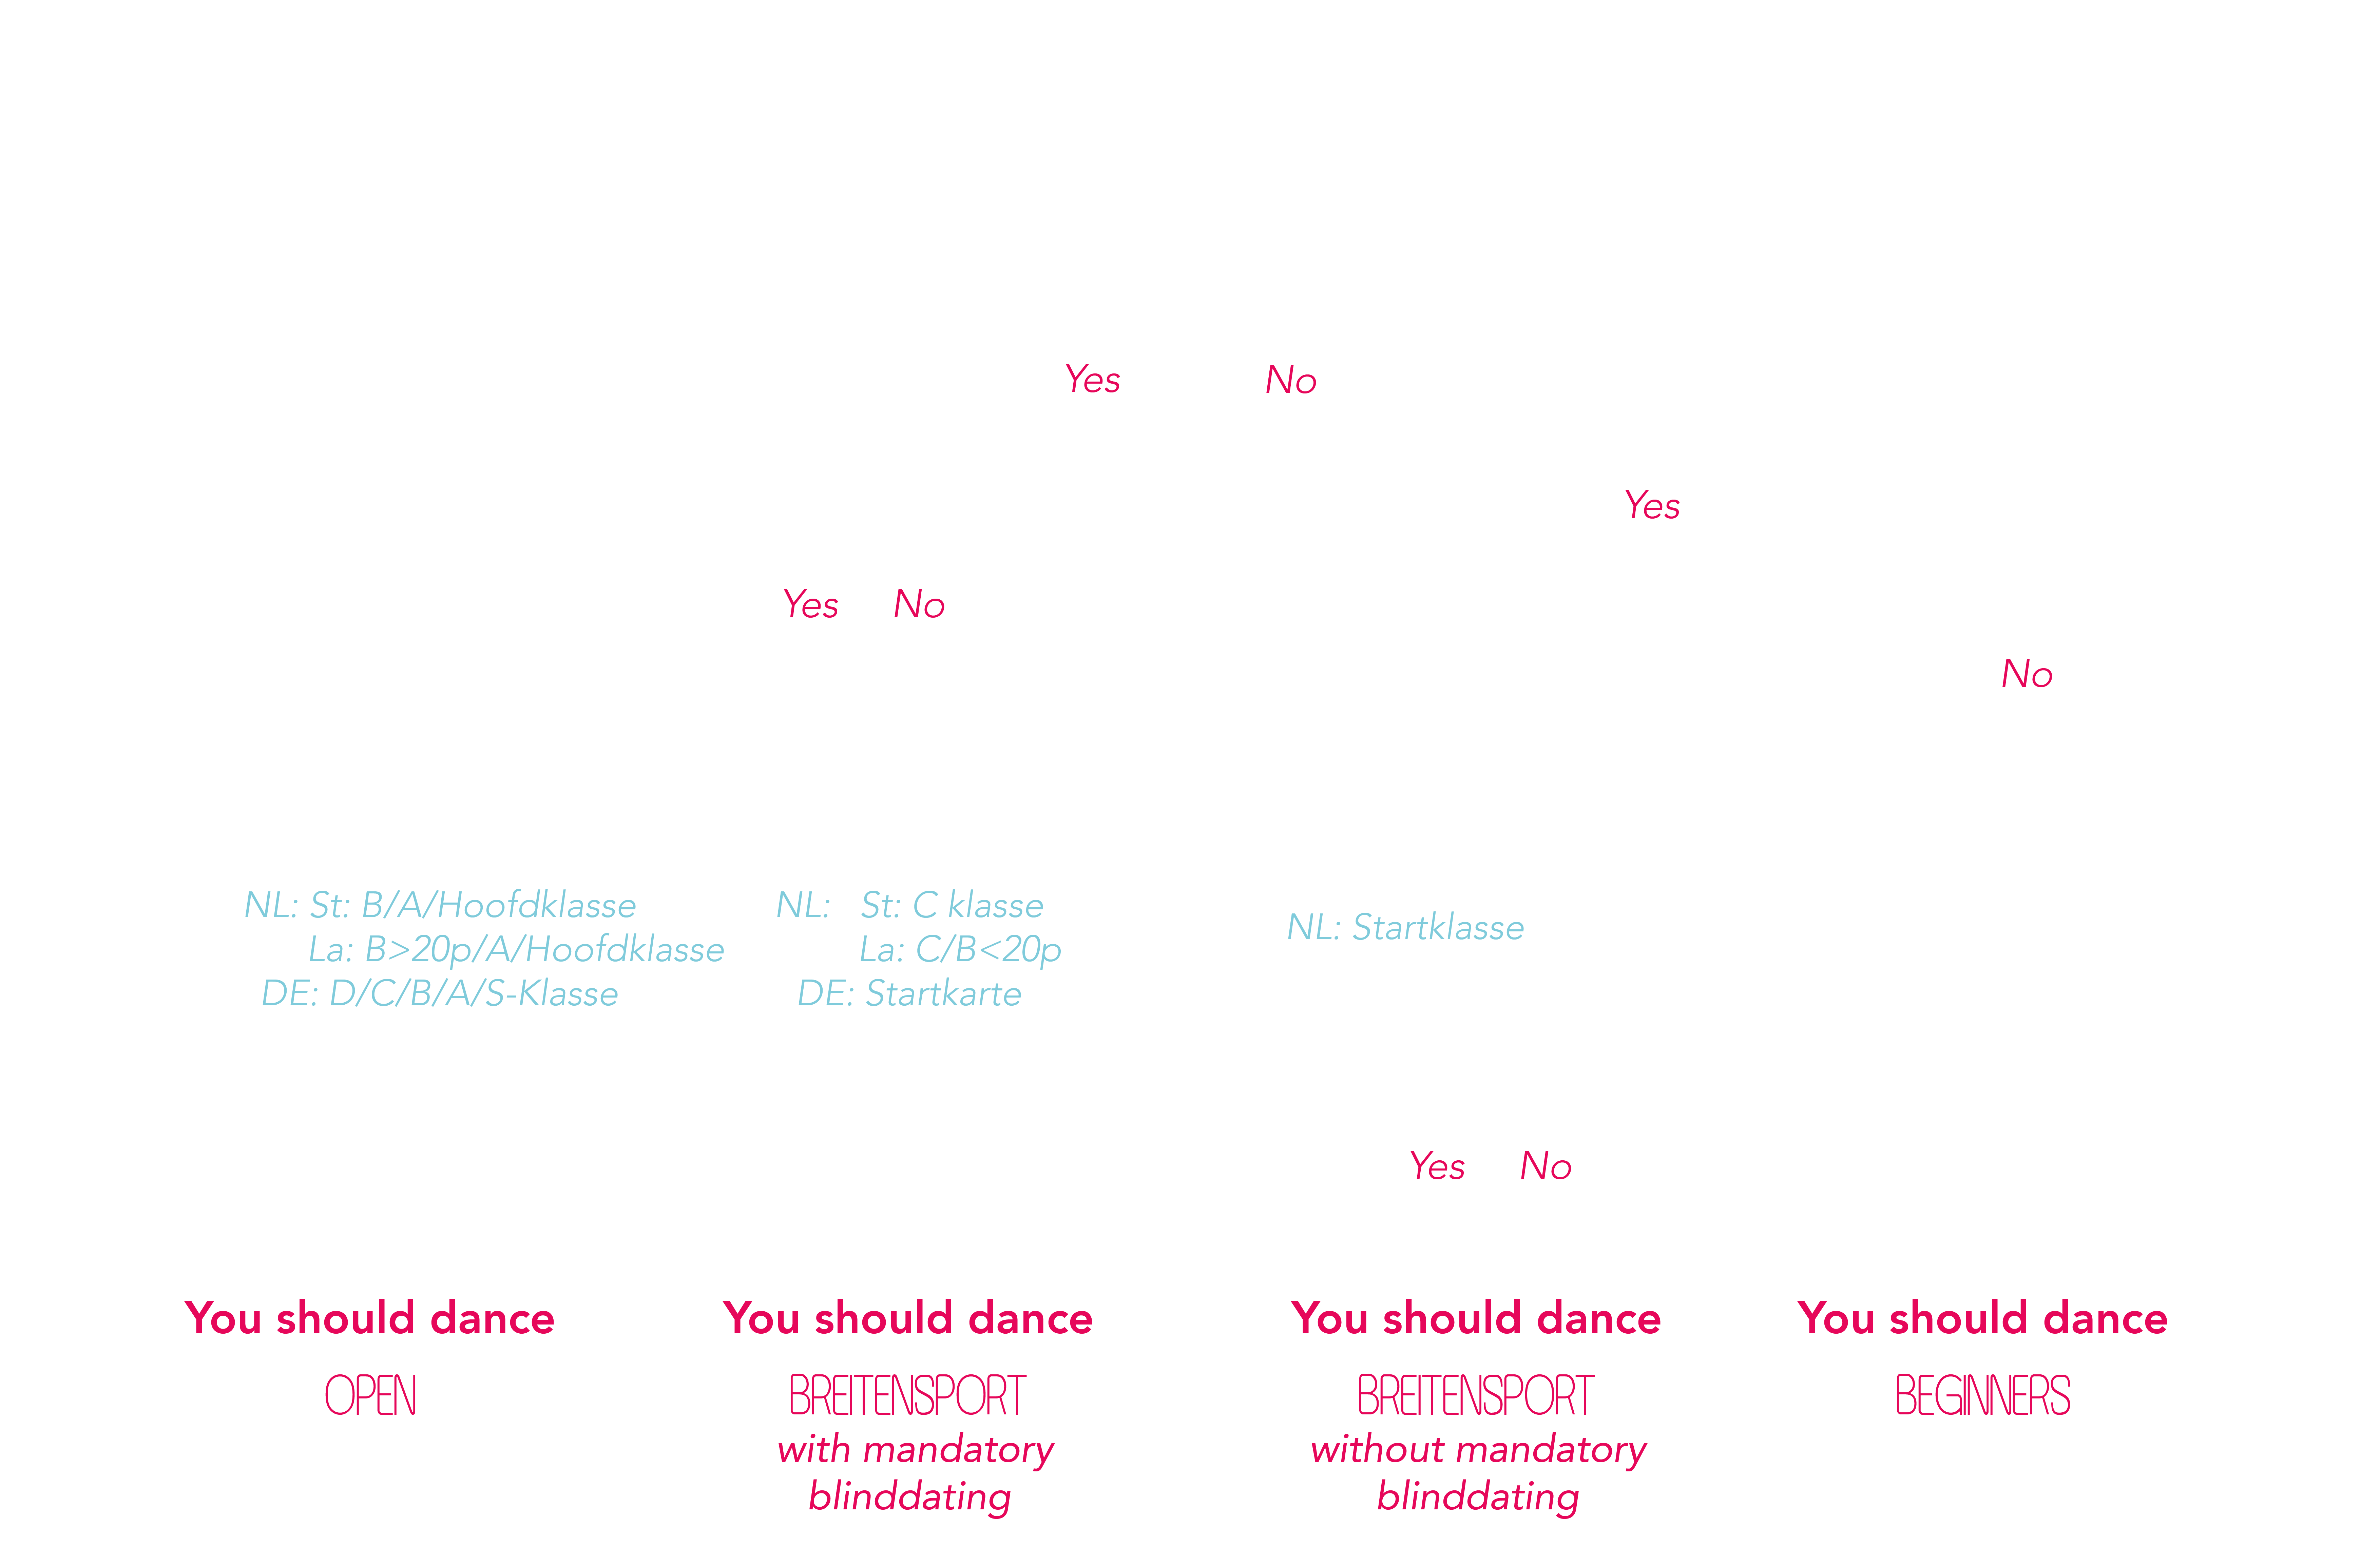 Yes No
Yes
Yes No
No
NL: St: B/A/Hoofdklasse
La: B>20p/A/Hoofdklasse
DE: D/C/B/A/S-Klasse
NL: St: C klasse
La: C/B<20p
DE: Startkarte
NL: Startklasse
Yes No
You should dance
OPEN
You should dance
BREITENSPORT
with mandatory
blinddating
You should dance
BREITENSPORT
without mandatory
blinddating
You should dance
BEGINNERS